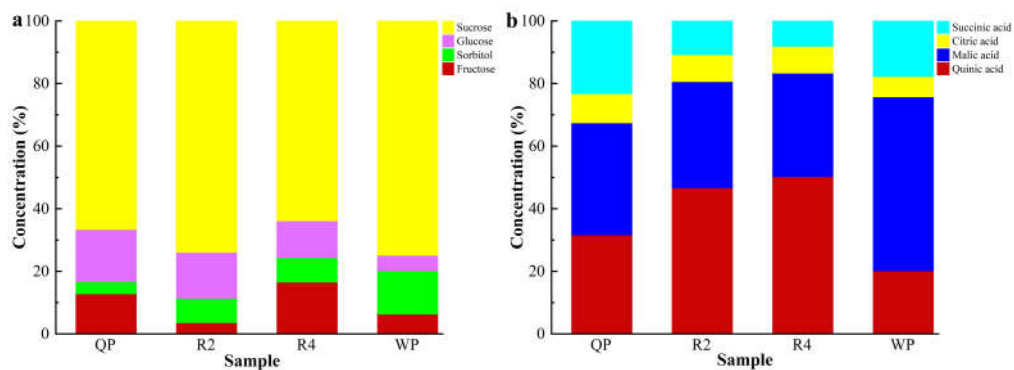 a
Sucrose
Glucose
Sorbitol
Fructose
100
80
60
40
20
0
Concentration (%)
QP R2 R4 WP
Sample
b
Succinic acid
Citric acid
Malic acid
Quinic acid
100
80
60
40
20
0
Concentration (%)
QP R2 R4 WP
Sample